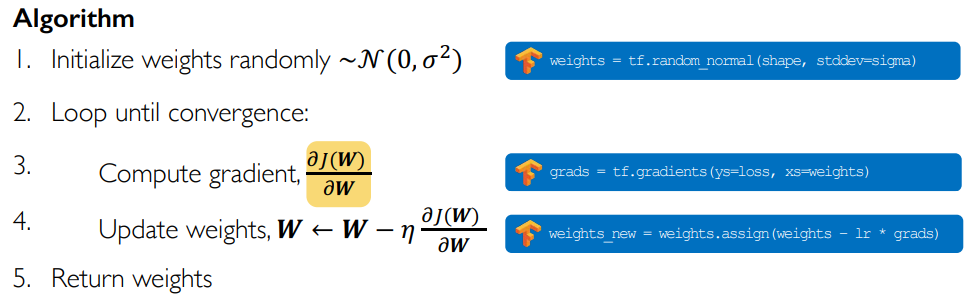 Algorithm
1. Initialize weights randomly ~𝒩(0, σ²)
weights = tf.random_normal(shape, stddev=sigma)
2. Loop until convergence:
3. Compute gradient, ∂J(W)/∂W
grads = tf.gradients(ys=loss, xs=weights)
4. Update weights, W ← W − η ∂J(W)/∂W
weights_new = weights.assign(weights - lr * grads)
5. Return weights